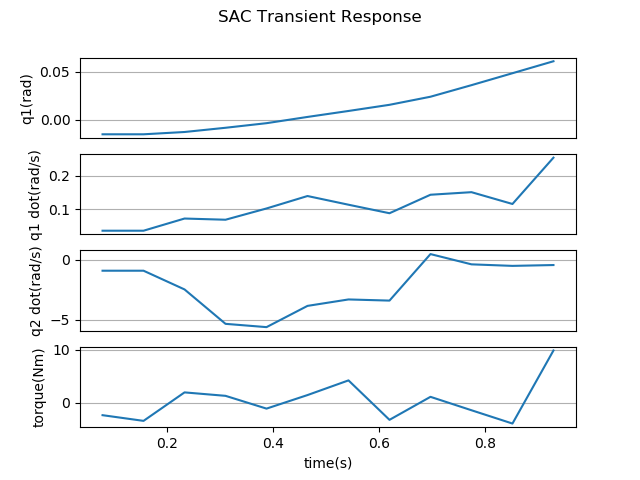 SAC Transient Response
0.05
0.00
q1(rad)
0.2
0.1
q1 dot(rad/s)
0
−5
q2 dot(rad/s)
10
0
torque(Nm)
0.2 0.4 0.6 0.8
time(s)